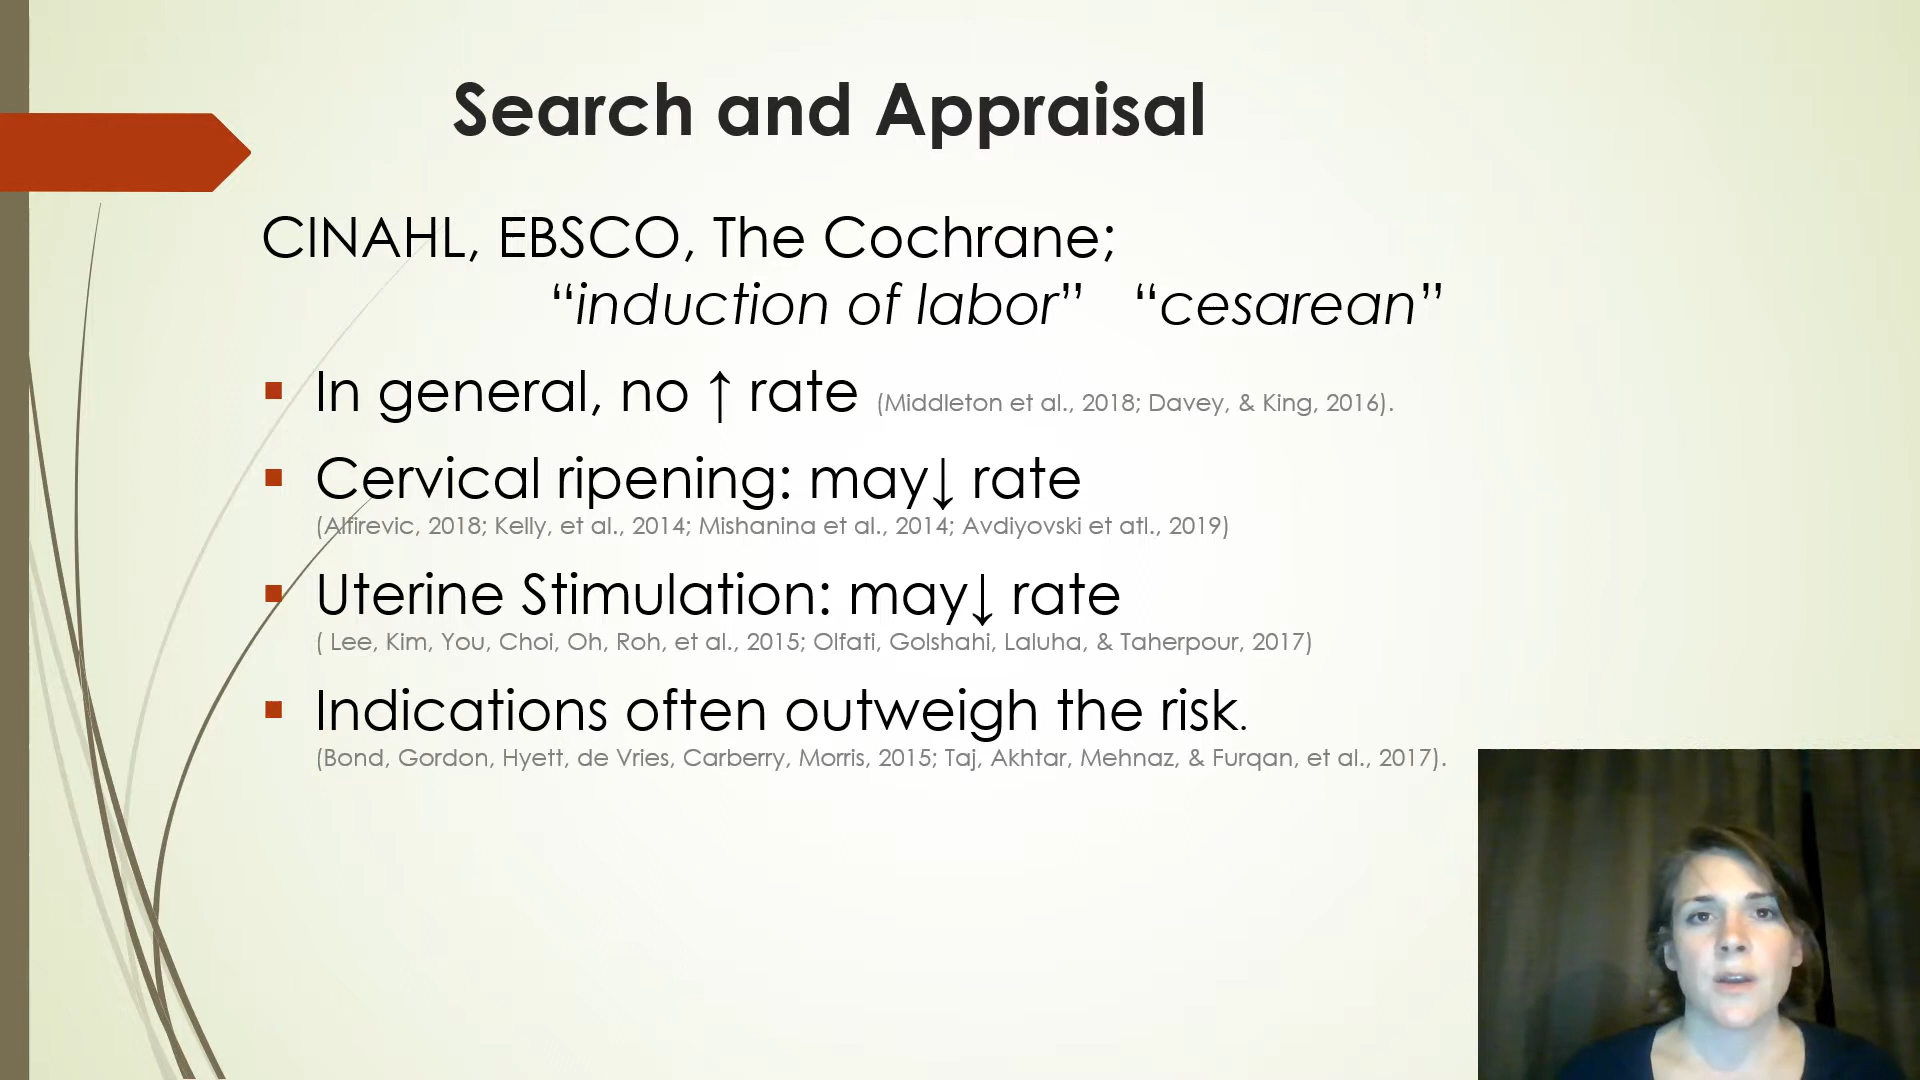 Search and Appraisal
CINAHL, EBSCO, The Cochrane;
“induction of labor” “cesarean”
In general, no ↑ rate (Middleton et al., 2018; Davey, & King, 2016).
Cervical ripening: may↓ rate
(Alfirevic, 2018; Kelly, et al., 2014; Mishanina et al., 2014; Avdiyovski et atl., 2019)
Uterine Stimulation: may↓ rate
( Lee, Kim, You, Choi, Oh, Roh, et al., 2015; Olfati, Golshahi, Laluha, & Taherpour, 2017)
Indications often outweigh the risk.
(Bond, Gordon, Hyett, de Vries, Carberry, Morris, 2015; Taj, Akhtar, Mehnaz, & Furqan, et al., 2017).